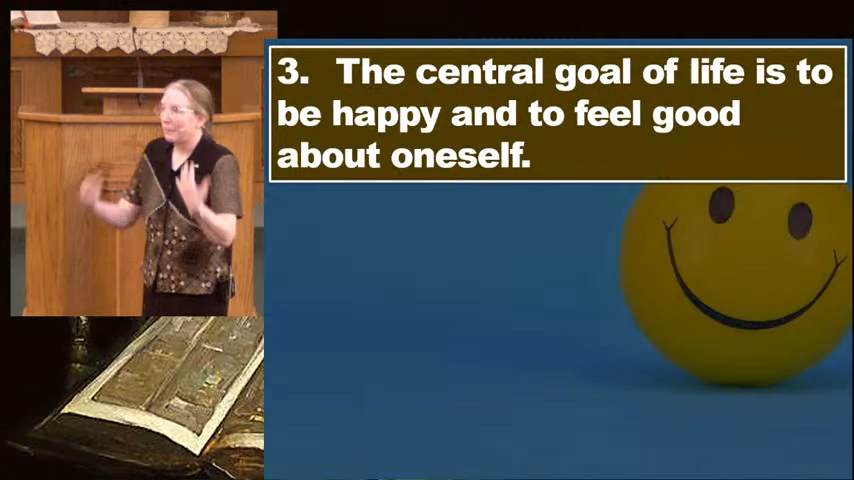 3. The central goal of life is to
be happy and to feel good
about oneself.